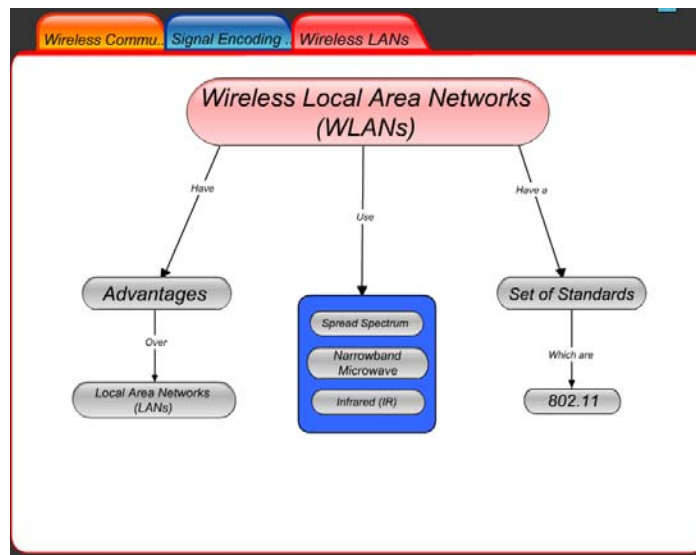 Wireless Commu..
Signal Encoding ..
Wireless LANs
Wireless Local Area Networks
(WLANs)
Have
Use
Have a
Advantages
Set of Standards
Over
Spread Spectrum
Narrowband
Microwave
Infrared (IR)
Which are
Local Area Networks
(LANs)
802.11